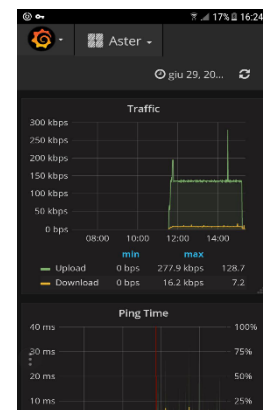 17% 16:24
Aster
giu 29, 20...
Traffic
300 kbps
250 kbps
200 kbps
150 kbps
100 kbps
50 kbps
0 bps
08:00 10:00 12:00 14:00
min max
Upload 0 bps 277.9 kbps 128.7
Download 0 bps 16.2 kbps 7.2
Ping Time
40 ms 100%
30 ms 75%
20 ms 50%
10 ms 25%